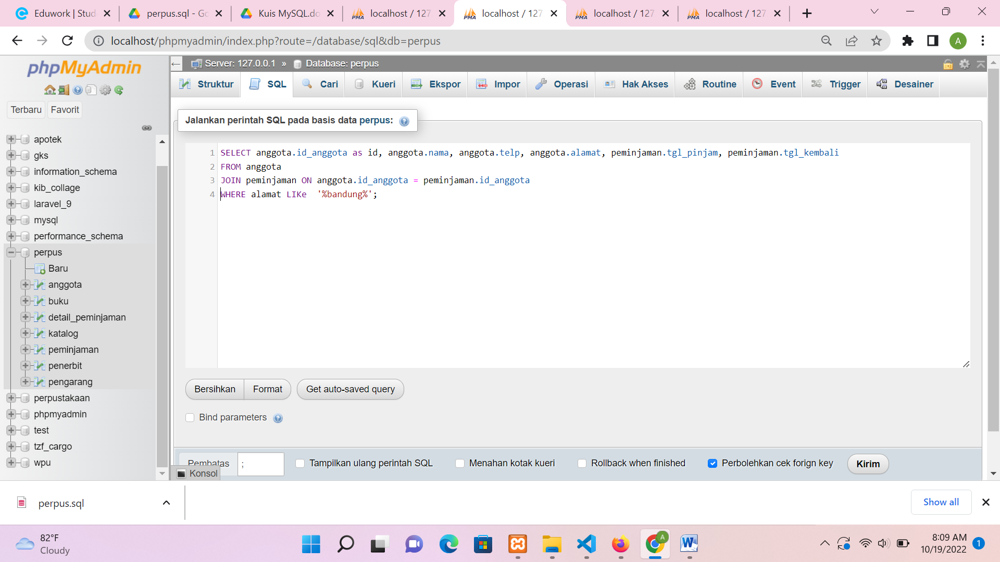 Eduwork | Stud
perpus.sql - Go
Kuis MySQL.do
localhost / 127
localhost / 127
localhost / 127
localhost / 127
localhost/phpmyadmin/index.php?route=/database/sql&db=perpus
A
phpMyAdmin
Terbaru
Favorit
apotek
gks
information_schema
kib_collage
laravel_9
mysql
performance_schema
perpus
Baru
anggota
buku
detail_peminjaman
katalog
peminjaman
penerbit
pengarang
perpustakaan
phpmyadmin
test
tzf_cargo
wpu
Server: 127.0.0.1 » Database: perpus
Struktur
SQL
Cari
Kueri
Ekspor
Impor
Operasi
Hak Akses
Routine
Event
Trigger
Desainer
Jalankan perintah SQL pada basis data perpus:
1 SELECT anggota.id_anggota as id, anggota.nama, anggota.telp, anggota.alamat, peminjaman.tgl_pinjam, peminjaman.tgl_kembali
2 FROM anggota
3 JOIN peminjaman ON anggota.id_anggota = peminjaman.id_anggota
4 WHERE alamat LIKe  '%bandung%';
Bersihkan
Format
Get auto-saved query
Bind parameters
Pembatas ;
Tampilkan ulang perintah SQL
Menahan kotak kueri
Rollback when finished
Perbolehkan cek forign key
Kirim
Konsol
perpus.sql
Show all
82°F
Cloudy
A
8:09 AM
10/19/2022
1